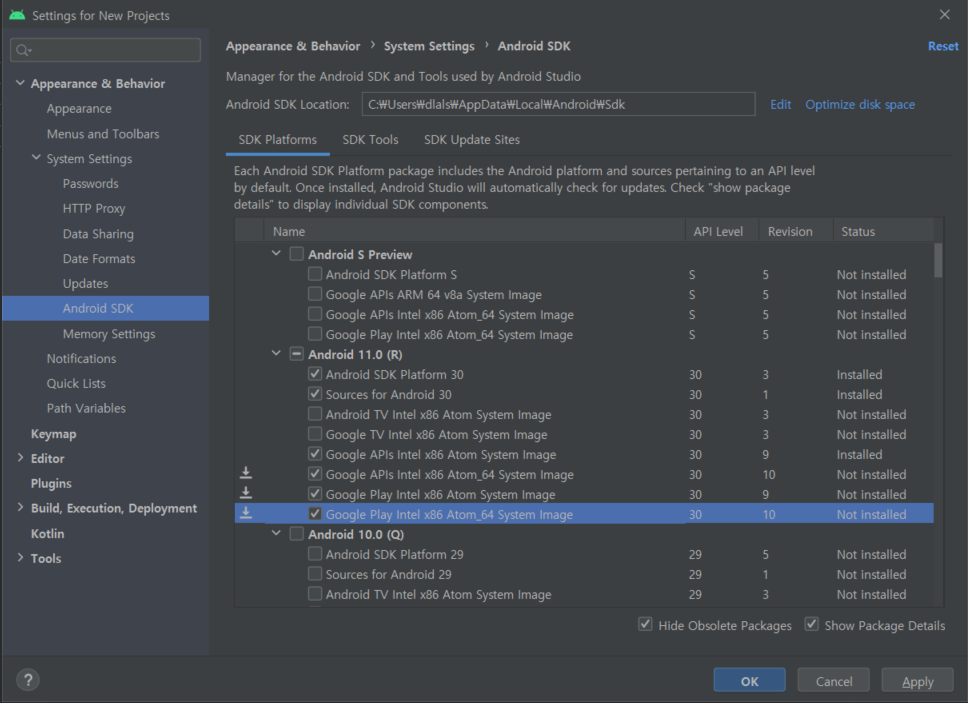 Settings for New Projects
Appearance & Behavior
Appearance
Menus and Toolbars
System Settings
Passwords
HTTP Proxy
Data Sharing
Date Formats
Updates
Android SDK
Memory Settings
Notifications
Quick Lists
Path Variables
Keymap
Editor
Plugins
Build, Execution, Deployment
Kotlin
Tools
Appearance & Behavior › System Settings › Android SDK
Reset
Manager for the Android SDK and Tools used by Android Studio
Android SDK Location: C:₩Users₩dlals₩AppData₩Local₩Android₩Sdk Edit Optimize disk space
SDK Platforms SDK Tools SDK Update Sites
Each Android SDK Platform package includes the Android platform and sources pertaining to an API level
by default. Once installed, Android Studio will automatically check for updates. Check "show package
details" to display individual SDK components.
Name API Level Revision Status
Android S Preview
Android SDK Platform S S 5 Not installed
Google APIs ARM 64 v8a System Image S 5 Not installed
Google APIs Intel x86 Atom_64 System Image S 5 Not installed
Google Play Intel x86 Atom_64 System Image S 5 Not installed
Android 11.0 (R)
Android SDK Platform 30 30 3 Installed
Sources for Android 30 30 1 Installed
Android TV Intel x86 Atom System Image 30 3 Not installed
Google TV Intel x86 Atom System Image 30 3 Not installed
Google APIs Intel x86 Atom System Image 30 9 Installed
Google APIs Intel x86 Atom_64 System Image 30 10 Not installed
Google Play Intel x86 Atom System Image 30 9 Not installed
Google Play Intel x86 Atom_64 System Image 30 10 Not installed
Android 10.0 (Q)
Android SDK Platform 29 29 5 Not installed
Sources for Android 29 29 1 Not installed
Android TV Intel x86 Atom System Image 29 3 Not installed
Hide Obsolete Packages Show Package Details
? OK Cancel Apply